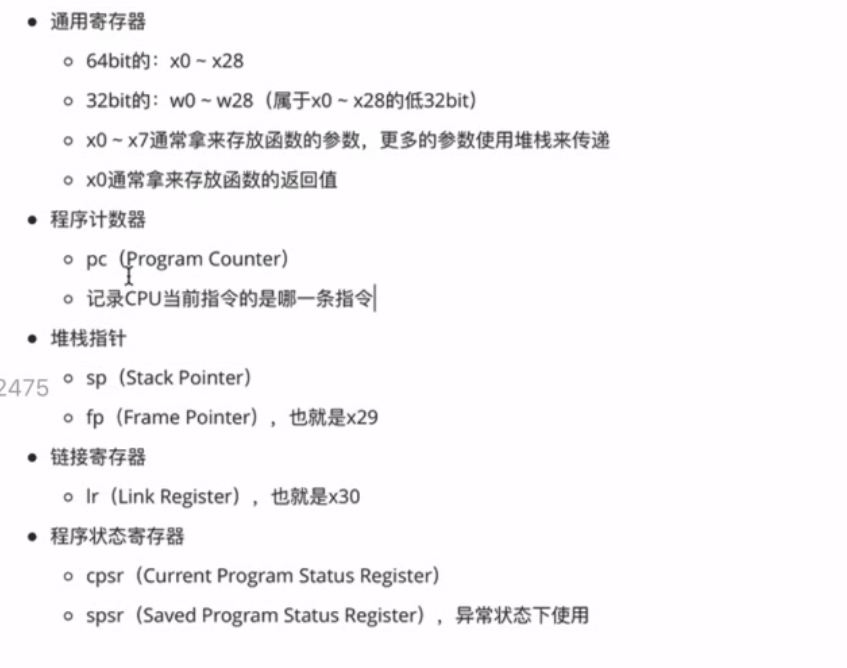 通用寄存器
64bit的：x0 ~ x28
32bit的：w0 ~ w28（属于x0 ~ x28的低32bit）
x0 ~ x7通常拿来存放函数的参数，更多的参数使用堆栈来传递
x0通常拿来存放函数的返回值
程序计数器
pc（Program Counter）
记录CPU当前指令的是哪一条指令
堆栈指针
2475
sp（Stack Pointer）
fp（Frame Pointer），也就是x29
链接寄存器
lr（Link Register），也就是x30
程序状态寄存器
cpsr（Current Program Status Register）
spsr（Saved Program Status Register），异常状态下使用